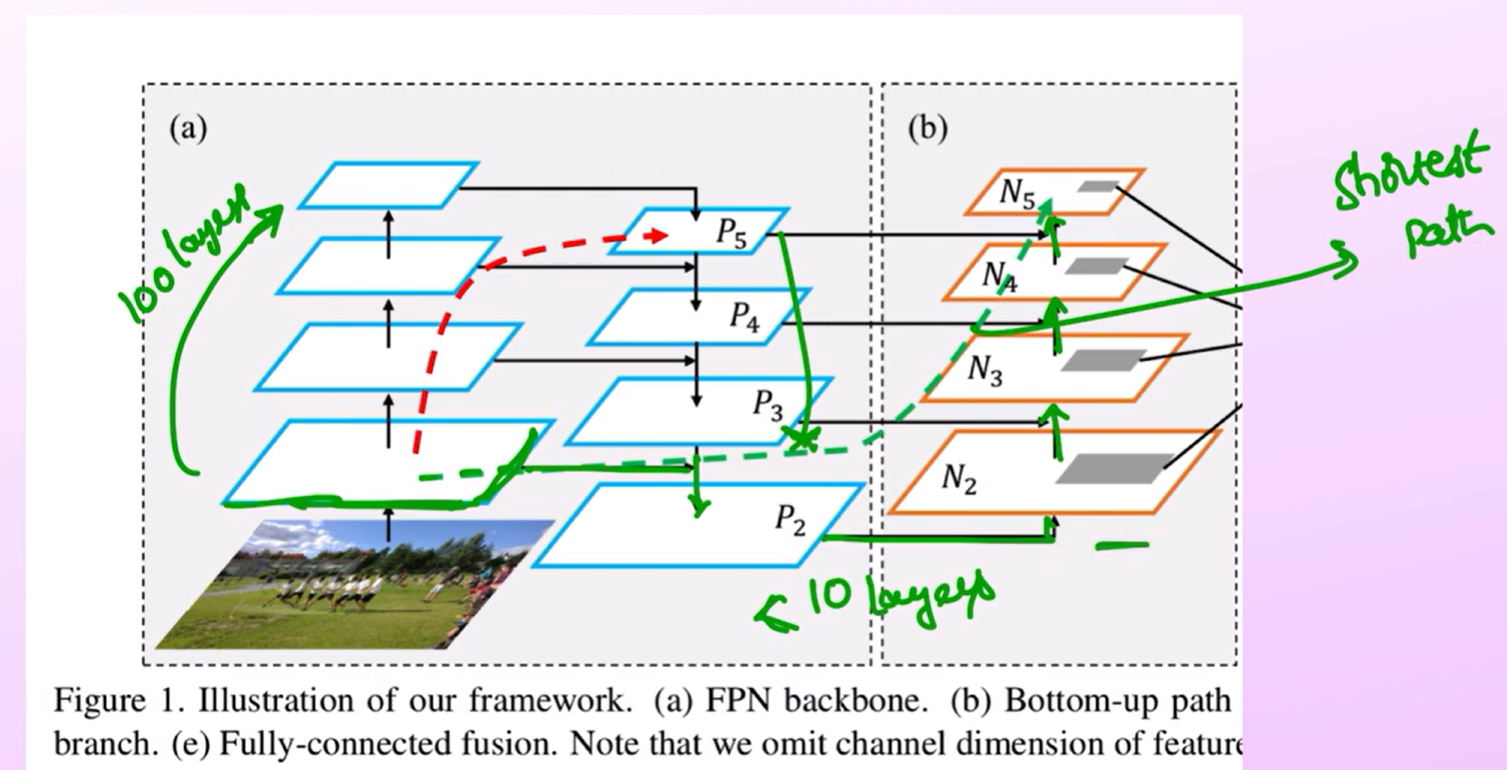 (a)
(b)
100 layers
P5
P4
P3
P2
N5
N4
N3
N2
Shortest
path
< 10 layers
Figure 1. Illustration of our framework. (a) FPN backbone. (b) Bottom-up path
branch. (e) Fully-connected fusion. Note that we omit channel dimension of feature